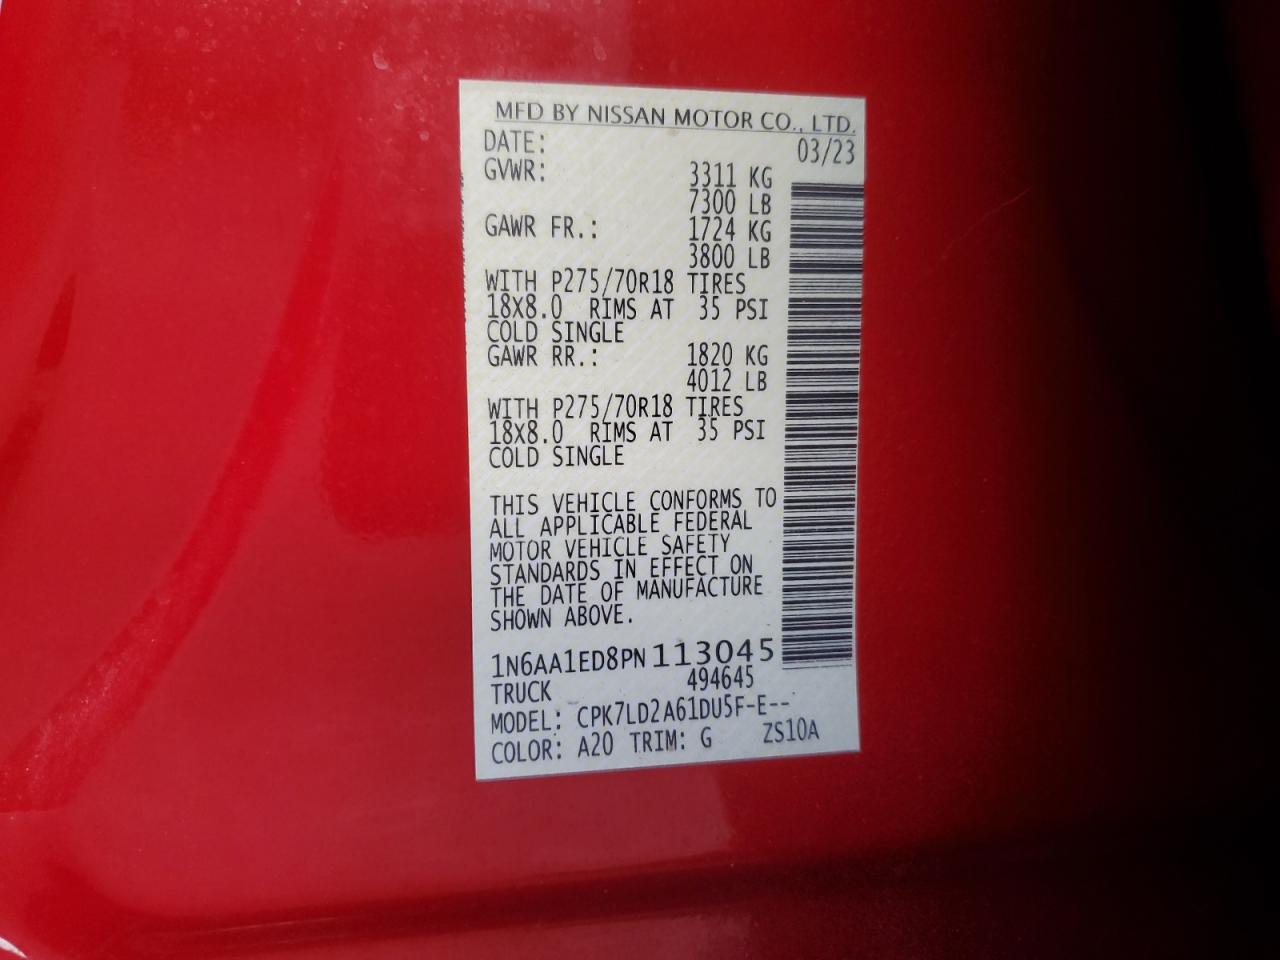 MFD BY NISSAN MOTOR CO., LTD.
DATE: 03/23
GVWR: 3311 KG
7300 LB
GAWR FR.: 1724 KG
3800 LB
WITH P275/70R18 TIRES
18X8.0 RIMS AT 35 PSI
COLD SINGLE
GAWR RR.: 1820 KG
4012 LB
WITH P275/70R18 TIRES
18X8.0 RIMS AT 35 PSI
COLD SINGLE
THIS VEHICLE CONFORMS TO
ALL APPLICABLE FEDERAL
MOTOR VEHICLE SAFETY
STANDARDS IN EFFECT ON
THE DATE OF MANUFACTURE
SHOWN ABOVE.
1N6AA1ED8PN113045
TRUCK 494645
MODEL: CPK7LD2A61DU5F-E--
COLOR: A20 TRIM: G ZS10A